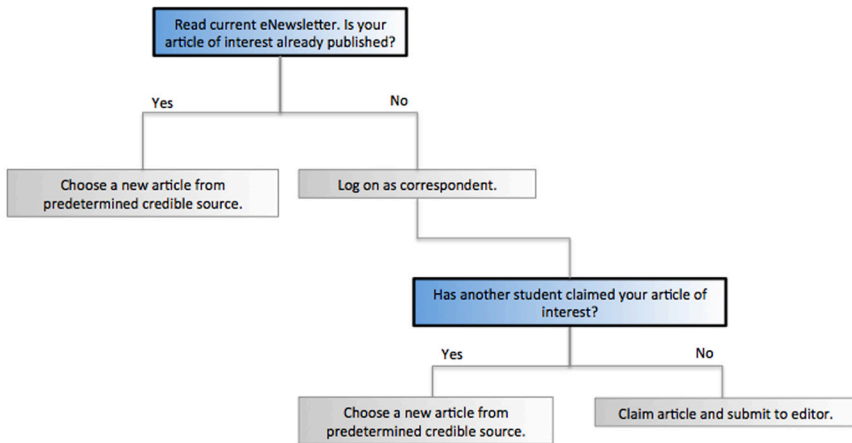 Read current eNewsletter. Is your
article of interest already published?
Yes
No
Choose a new article from
predetermined credible source.
Log on as correspondent.
Has another student claimed your article of
interest?
Yes
No
Choose a new article from
predetermined credible source.
Claim article and submit to editor.